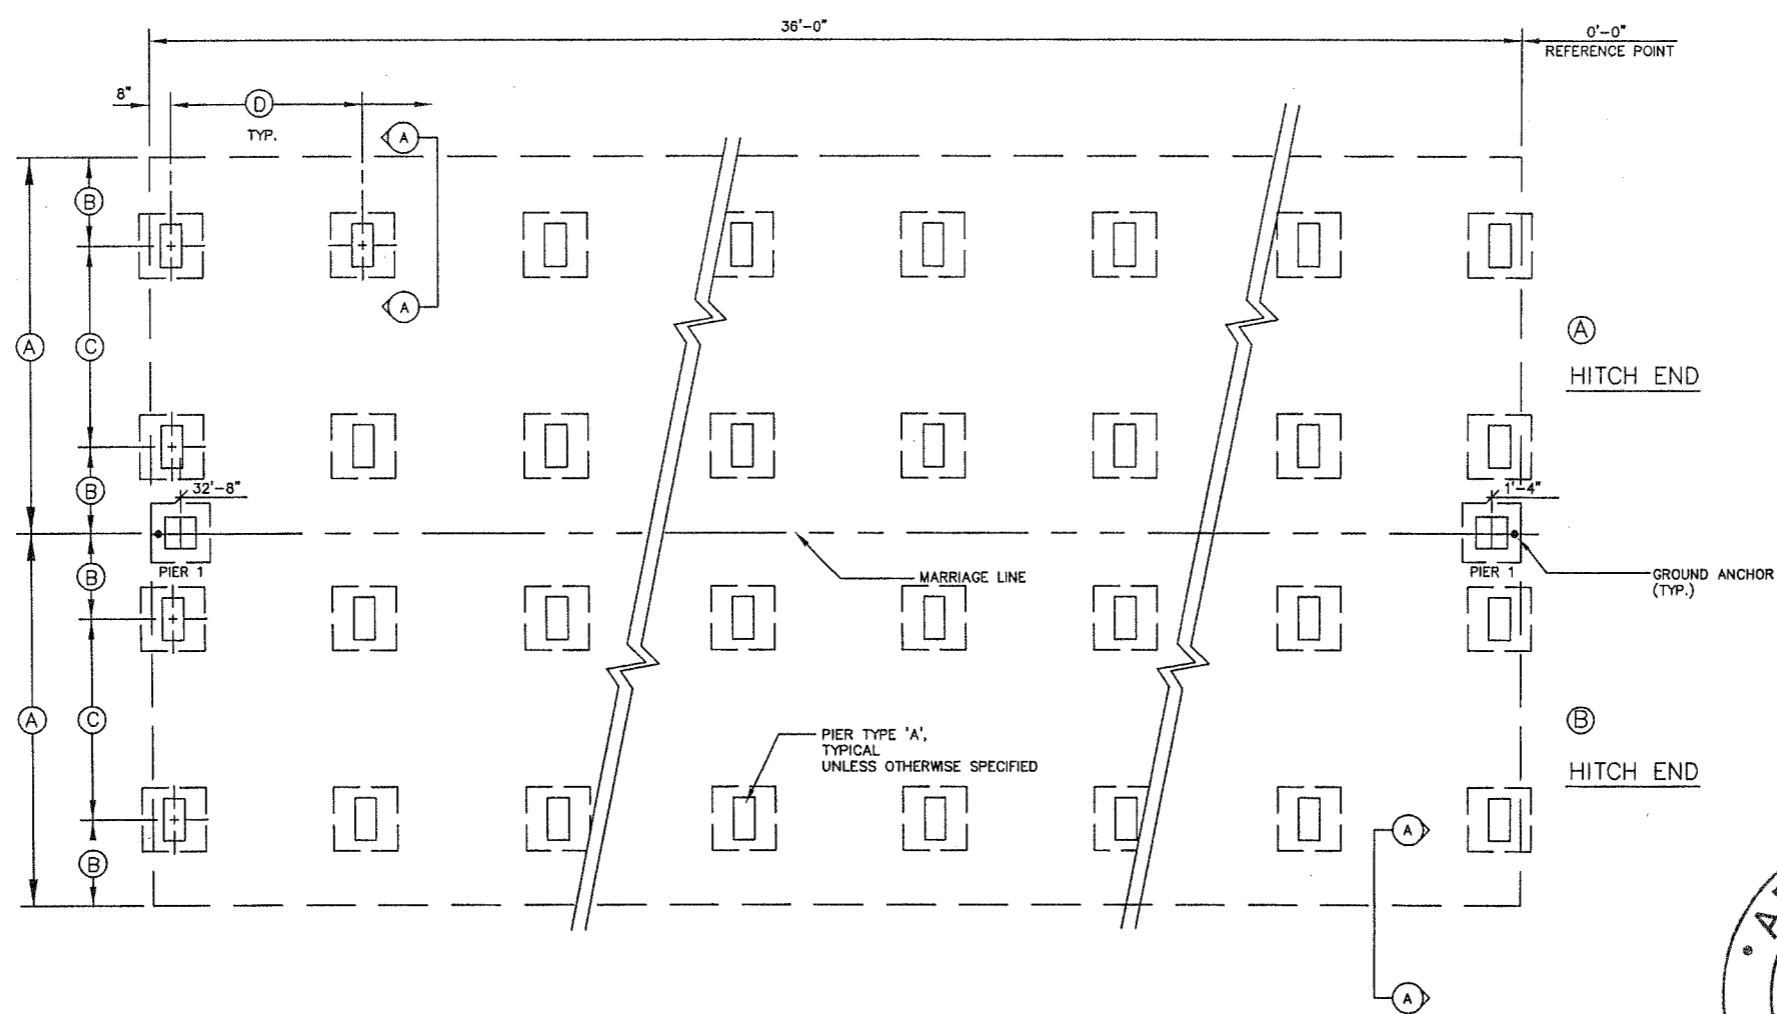 36'-0"
0'-0"
REFERENCE POINT
8"
D
TYP.
A
B
A
C
A
A
HITCH END
B
32'-8"
1'-4"
PIER 1
PIER 1
B
MARRIAGE LINE
GROUND ANCHOR
(TYP.)
A
C
PIER TYPE 'A',
TYPICAL
UNLESS OTHERWISE SPECIFIED
B
HITCH END
A
B
A